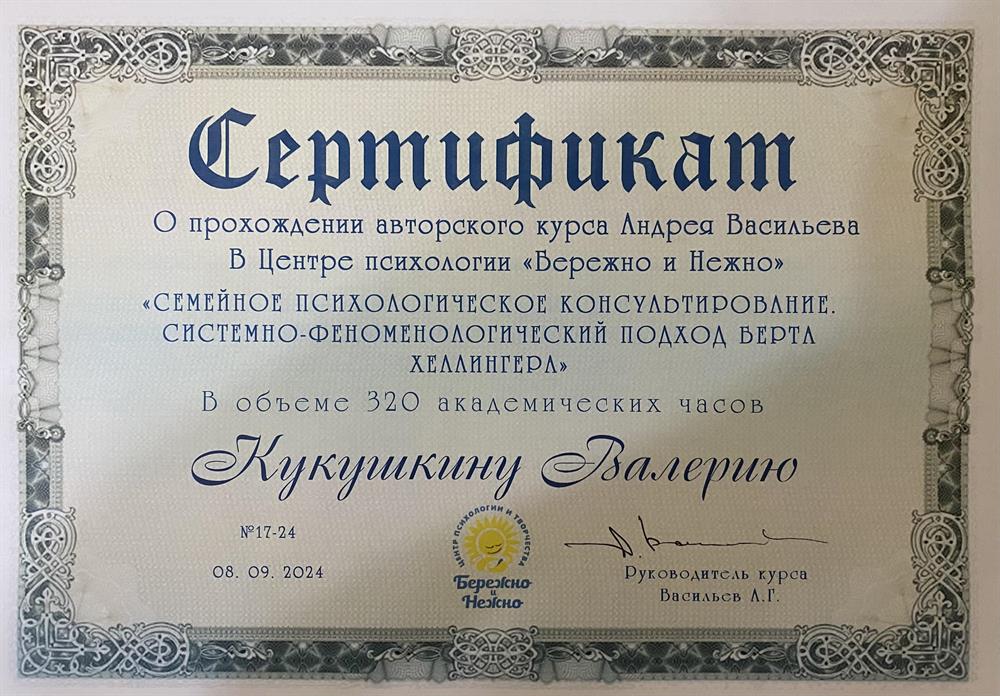 Сертификат
О прохождении авторского курса Андрея Васильева
В Центре психологии «Бережно и Нежно»
«СЕМЕЙНОЕ ПСИХОЛОГИЧЕСКОЕ КОНСУЛЬТИРОВАНИЕ.
СИСТЕМНО-ФЕНОМЕНОЛОГИЧЕСКИЙ ПОДХОД БЕРТА
ХЕЛЛИНГЕРА»
В объеме 320 академических часов
Кукушкину Валерию
№17-24
08. 09. 2024
ЦЕНТР ПСИХОЛОГИИ И ТВОРЧЕСТВА
Бережно
и
Нежно
Руководитель курса
Васильев А.Г.